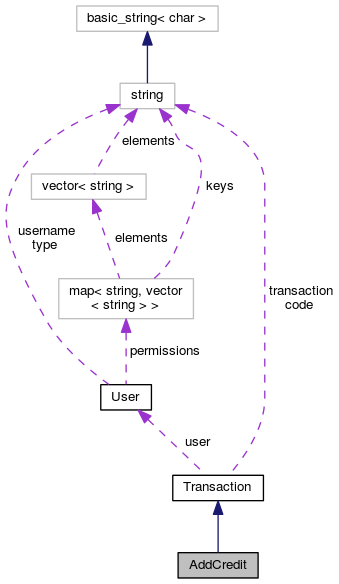 basic_string< char >
string
elements
vector< string >
keys
username
type
elements
map< string, vector
< string > >
transaction
code
permissions
User
user
Transaction
AddCredit